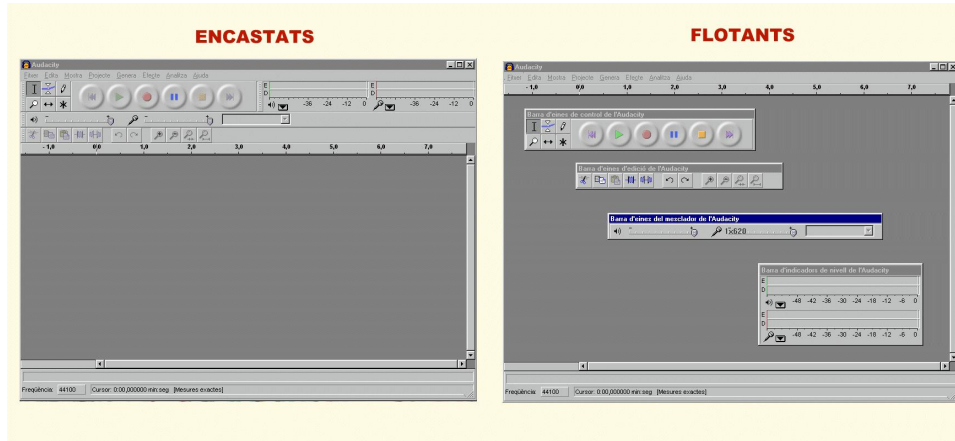 ENCASTATS
Audacity
Fitxer Edita Mostra Projecte Genera Efecte Analitza Ajuda
E
D
-36 -24 -12 0
E
D
-36 -24 -12 0
-1,0 0,0 1,0 2,0 3,0 4,0 5,0 6,0 7,0
Freqüència: 44100 Cursor: 0:00,000000 min:seg [Mesures exactes]
FLOTANTS
Audacity
Fitxer Edita Mostra Projecte Genera Efecte Analitza Ajuda
-1,0 0,0 1,0 2,0 3,0 4,0 5,0 6,0 7,0
Barra d'eines de control de l'Audacity
Barra d'eines d'edició de l'Audacity
Barra d'eines del mesclador de l'Audacity
15x620
Barra d'indicadors de nivell de l'Audacity
E
D
-48 -42 -36 -30 -24 -18 -12 -6 0
E
D
-48 -42 -36 -30 -24 -18 -12 -6 0
Freqüència: 44100 Cursor: 0:00,000000 min:seg [Mesures exactes]